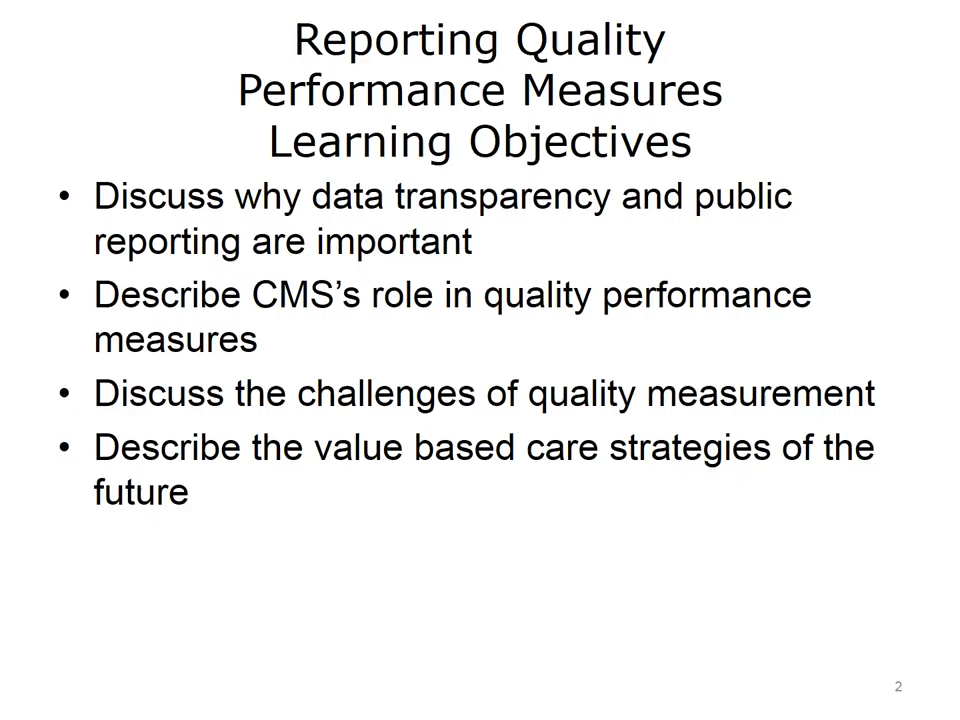 Reporting Quality
Performance Measures
Learning Objectives
• Discuss why data transparency and public
reporting are important
• Describe CMS’s role in quality performance
measures
• Discuss the challenges of quality measurement
• Describe the value based care strategies of the
future
2